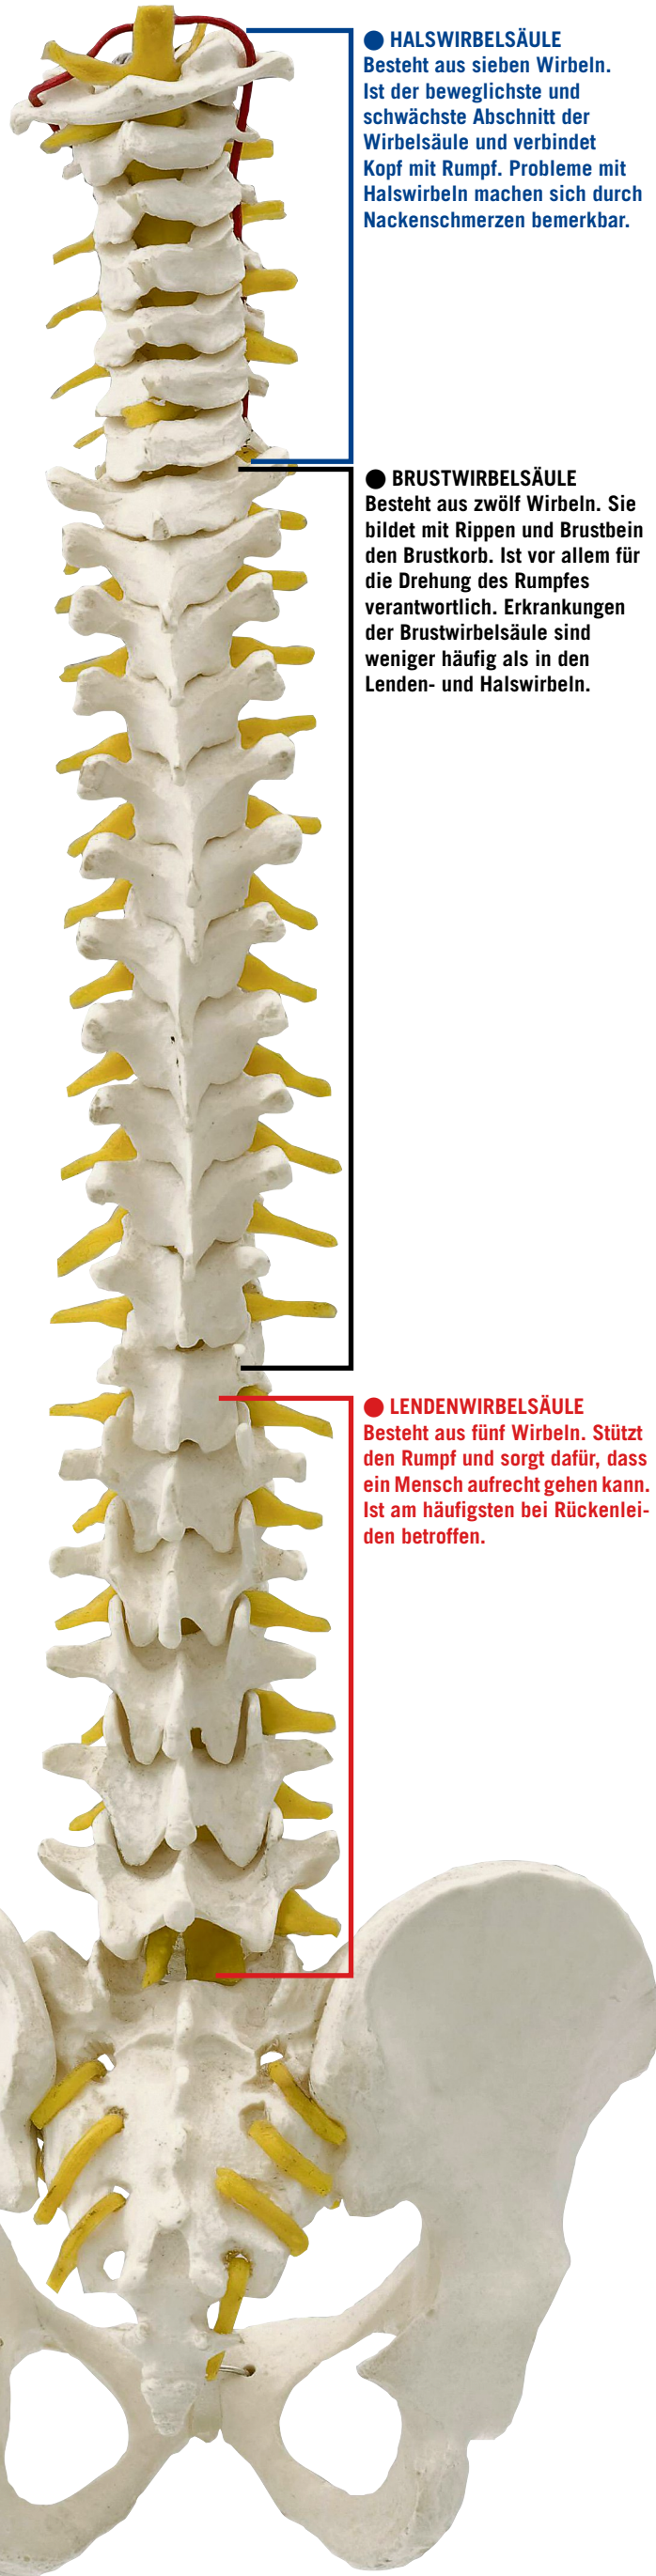 ● HALSWIRBELSÄULE
Besteht aus sieben Wirbeln.
Ist der beweglichste und
schwächste Abschnitt der
Wirbelsäule und verbindet
Kopf mit Rumpf. Probleme mit
Halswirbeln machen sich durch
Nackenschmerzen bemerkbar.
● BRUSTWIRBELSÄULE
Besteht aus zwölf Wirbeln. Sie
bildet mit Rippen und Brustbein
den Brustkorb. Ist vor allem für
die Drehung des Rumpfes
verantwortlich. Erkrankungen
der Brustwirbelsäule sind
weniger häufig als in den
Lenden- und Halswirbeln.
● LENDENWIRBELSÄULE
Besteht aus fünf Wirbeln. Stützt
den Rumpf und sorgt dafür, dass
ein Mensch aufrecht gehen kann.
Ist am häufigsten bei Rückenlei-
den betroffen.